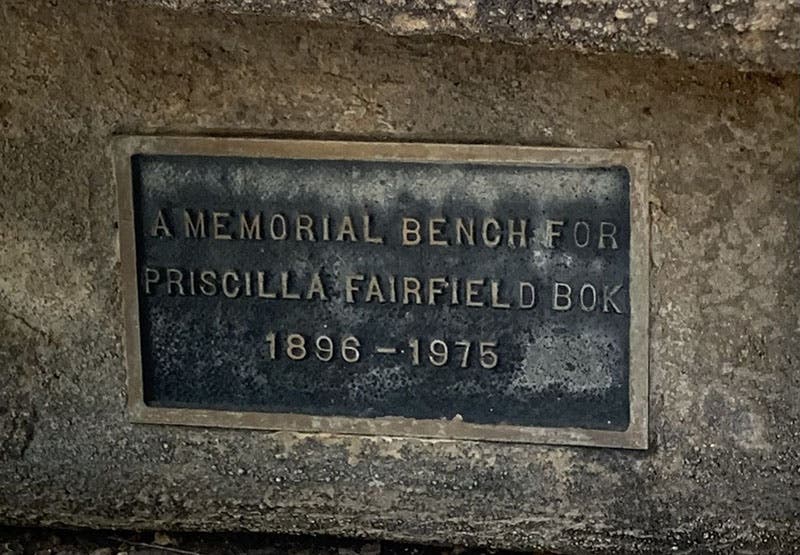 A MEMORIAL BENCH FOR
PRISCILLA FAIRFIELD BOK
1896 – 1975